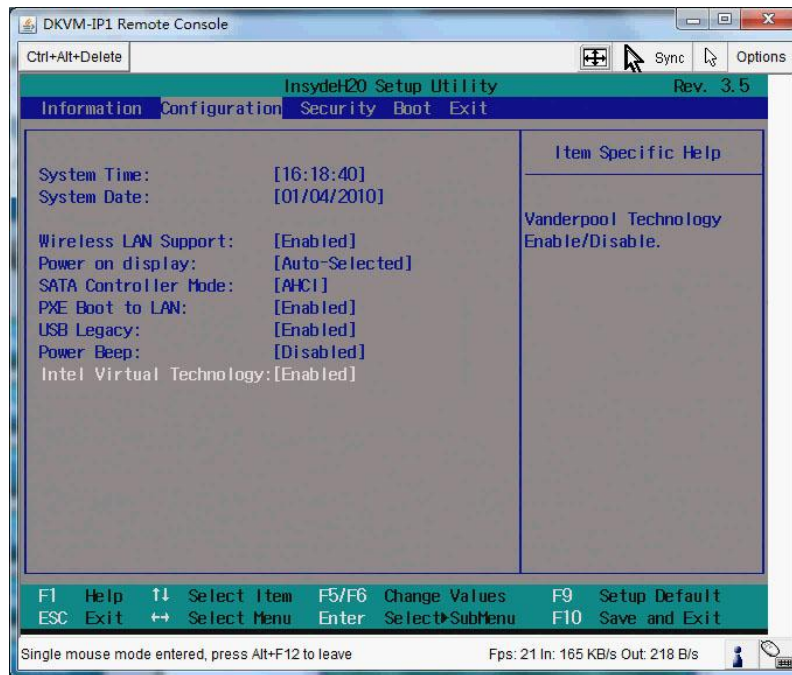 DKVM-IP1 Remote Console
Ctrl+Alt+Delete Sync Options
InsydeH20 Setup Utility Rev. 3.5
Information Configuration Security Boot Exit
Item Specific Help
System Time: [16:18:40]
System Date: [01/04/2010]
Vanderpool Technology
Wireless LAN Support: [Enabled] Enable/Disable.
Power on display: [Auto-Selected]
SATA Controller Mode: [AHCI]
PXE Boot to LAN: [Enabled]
USB Legacy: [Enabled]
Power Beep: [Disabled]
Intel Virtual Technology:[Enabled]
F1 Help ↑↓ Select Item F5/F6 Change Values F9 Setup Default
ESC Exit ↔ Select Menu Enter Select▶SubMenu F10 Save and Exit
Single mouse mode entered, press Alt+F12 to leave Fps: 21 In: 165 KB/s Out: 218 B/s